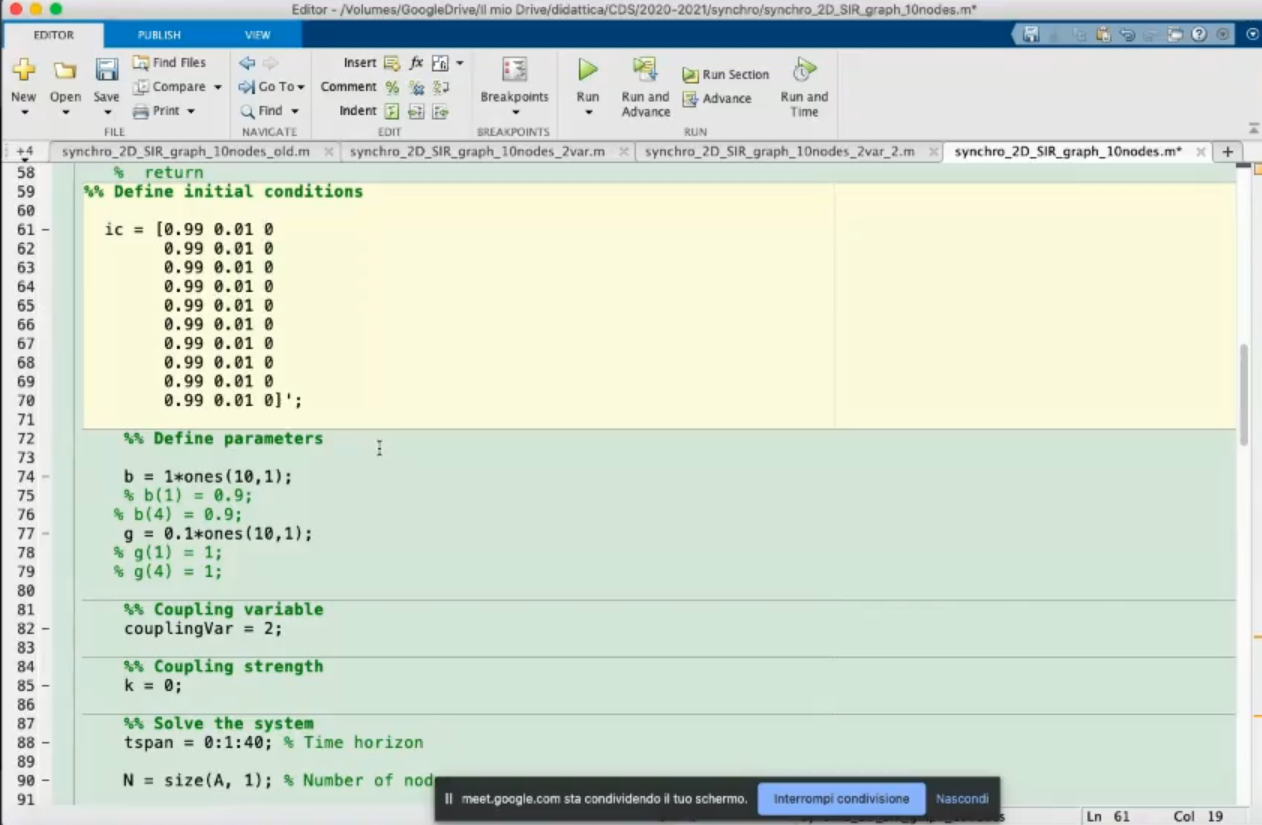 Editor - /Volumes/GoogleDrive/Il mio Drive/didattica/CDS/2020-2021/synchro/synchro_2D_SIR_graph_10nodes.m*
EDITOR PUBLISH VIEW
New Open Save Find Files Compare Print Go To Find Insert fx Comment % Indent Breakpoints Run Run and Advance Run Section Advance Run and Time
FILE NAVIGATE EDIT BREAKPOINTS RUN
+4 synchro_2D_SIR_graph_10nodes_old.m × synchro_2D_SIR_graph_10nodes_2var.m × synchro_2D_SIR_graph_10nodes_2var_2.m × synchro_2D_SIR_graph_10nodes.m* × +
58 % return
59 %% Define initial conditions
60
61 – ic = [0.99 0.01 0
62 0.99 0.01 0
63 0.99 0.01 0
64 0.99 0.01 0
65 0.99 0.01 0
66 0.99 0.01 0
67 0.99 0.01 0
68 0.99 0.01 0
69 0.99 0.01 0
70 0.99 0.01 0]';
71
72 %% Define parameters
73
74 – b = 1*ones(10,1);
75 % b(1) = 0.9;
76 % b(4) = 0.9;
77 – g = 0.1*ones(10,1);
78 % g(1) = 1;
79 % g(4) = 1;
80
81 %% Coupling variable
82 – couplingVar = 2;
83
84 %% Coupling strength
85 – k = 0;
86
87 %% Solve the system
88 – tspan = 0:1:40; % Time horizon
89
90 – N = size(A, 1); % Number of nod
91
meet.google.com sta condividendo il tuo schermo. Interrompi condivisione Nascondi
Ln 61 Col 19